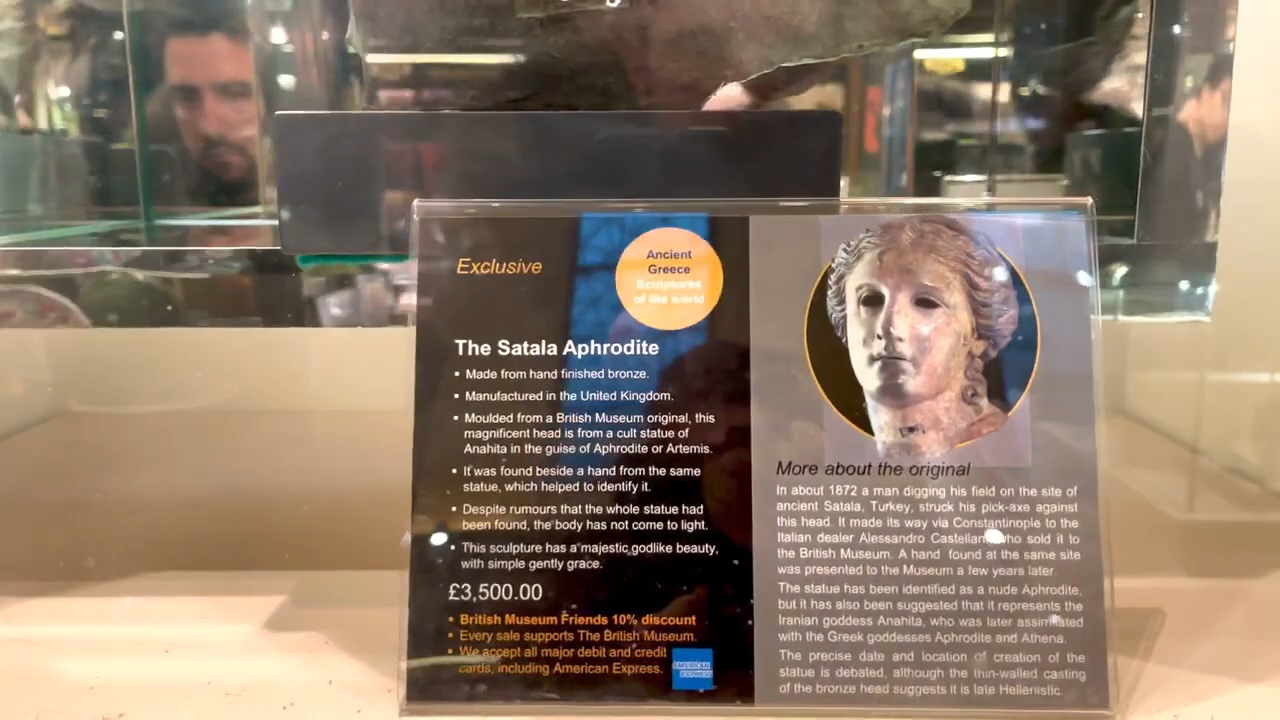 Exclusive
Ancient
Greece
Sculptures
of the world
The Satala Aphrodite
▪ Made from hand finished bronze.
▪ Manufactured in the United Kingdom.
▪ Moulded from a British Museum original, this
magnificent head is from a cult statue of
Anahita in the guise of Aphrodite or Artemis.
▪ It was found beside a hand from the same
statue, which helped to identify it.
▪ Despite rumours that the whole statue had
been found, the body has not come to light.
▪ This sculpture has a majestic godlike beauty,
with simple gently grace.
£3,500.00
▪ British Museum Friends 10% discount
▪ Every sale supports The British Museum.
▪ We accept all major debit and credit
cards, including American Express.
AMERICAN
EXPRESS
More about the original
In about 1872 a man digging his field on the site of
ancient Satala, Turkey, struck his pick-axe against
this head. It made its way via Constantinople to the
Italian dealer Alessandro Castellani who sold it to
the British Museum. A hand found at the same site
was presented to the Museum a few years later.
The statue has been identified as a nude Aphrodite,
but it has also been suggested that it represents the
Iranian goddess Anahita, who was later assimilated
with the Greek goddesses Aphrodite and Athena.
The precise date and location of creation of the
statue is debated, although the thin-walled casting
of the bronze head suggests it is late Hellenistic.